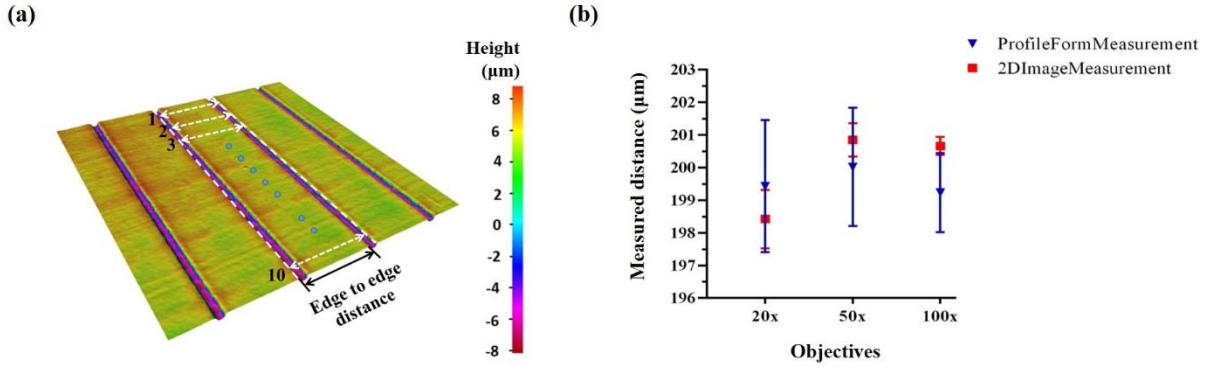 (a)
Height
(μm)
8
6
4
2
0
-2
-4
-6
-8
1
2
3
10
Edge to edge
distance
(b)
ProfileFormMeasurement
2DImageMeasurement
Measured distance (μm)
203
202
201
200
199
198
197
196
20x
50x
100x
Objectives